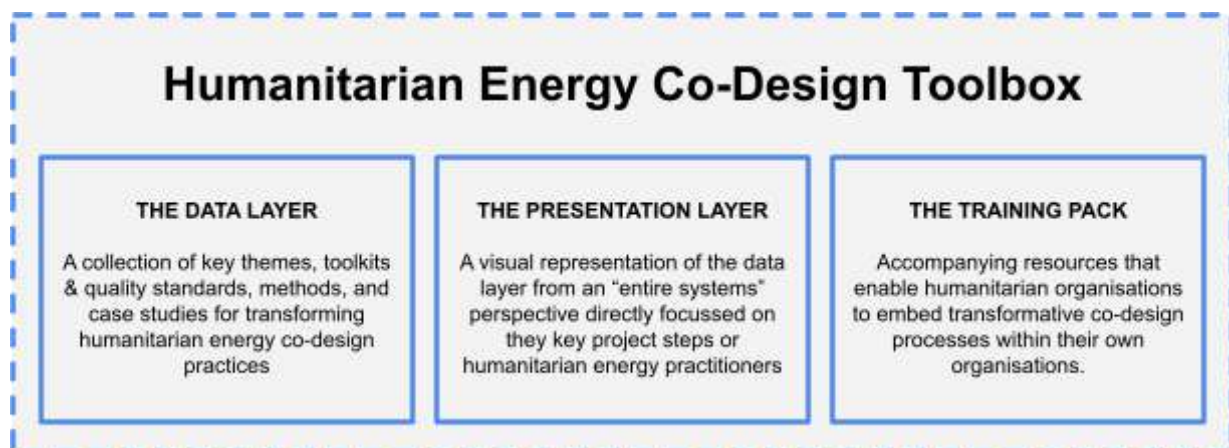 Humanitarian Energy Co-Design Toolbox
THE DATA LAYER
A collection of key themes, toolkits
& quality standards, methods, and
case studies for transforming
humanitarian energy co-design
practices
THE PRESENTATION LAYER
A visual representation of the data
layer from an “entire systems”
perspective directly focussed on
they key project steps or
humanitarian energy practitioners
THE TRAINING PACK
Accompanying resources that
enable humanitarian organisations
to embed transformative co-design
processes within their own
organisations.